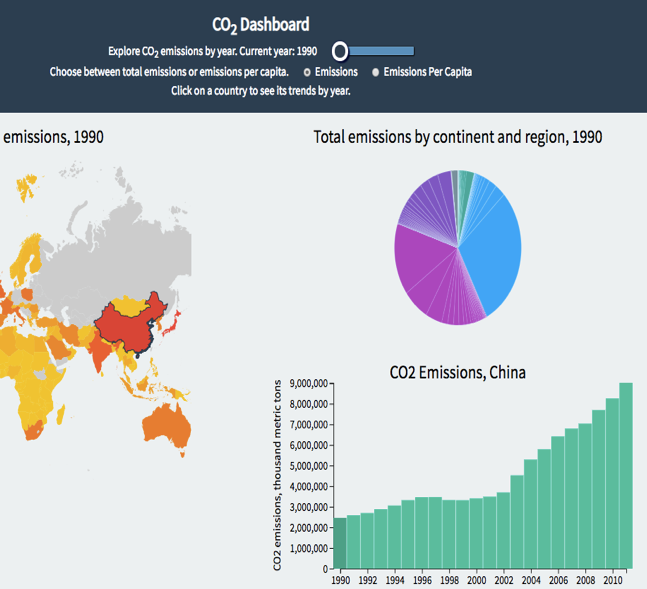 CO2 Dashboard
Explore CO2 emissions by year. Current year: 1990
Choose between total emissions or emissions per capita. Emissions Emissions Per Capita
Click on a country to see its trends by year.
emissions, 1990
Total emissions by continent and region, 1990
CO2 Emissions, China
CO2 emissions, thousand metric tons
9,000,000
8,000,000
7,000,000
6,000,000
5,000,000
4,000,000
3,000,000
2,000,000
1,000,000
0
1990 1992 1994 1996 1998 2000 2002 2004 2006 2008 2010